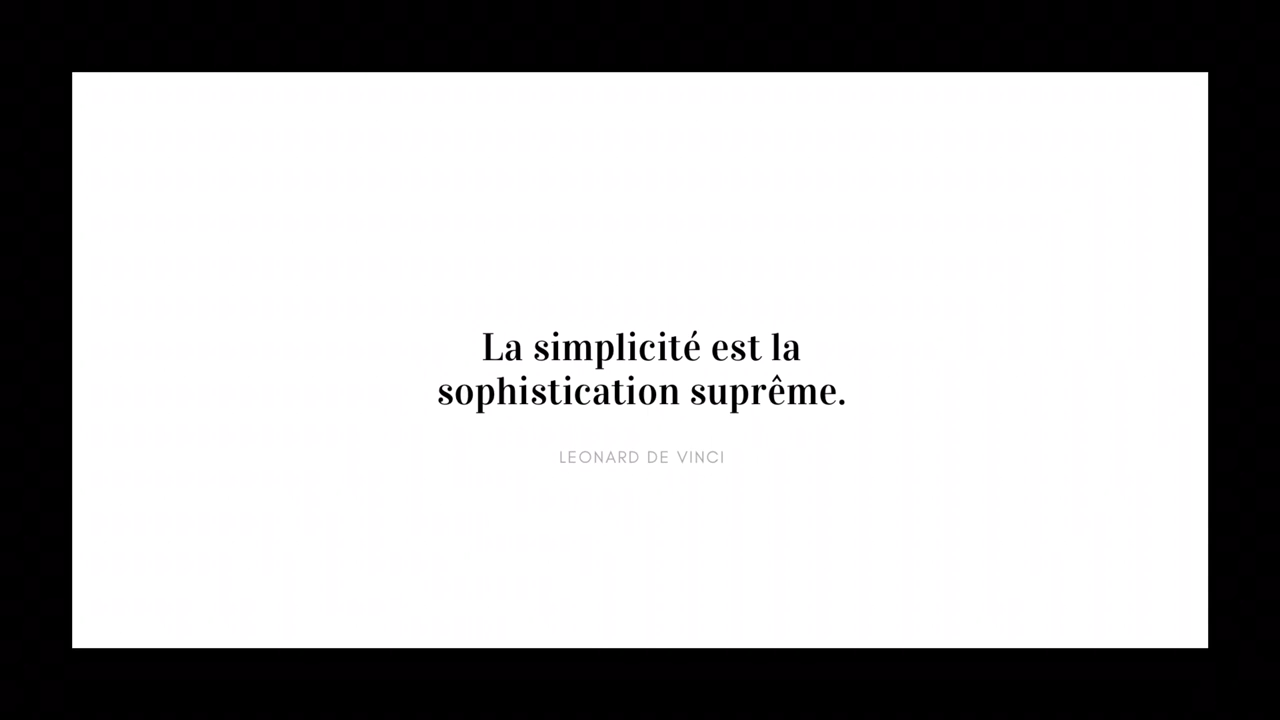 La simplicité est la
sophistication suprême.
LEONARD DE VINCI